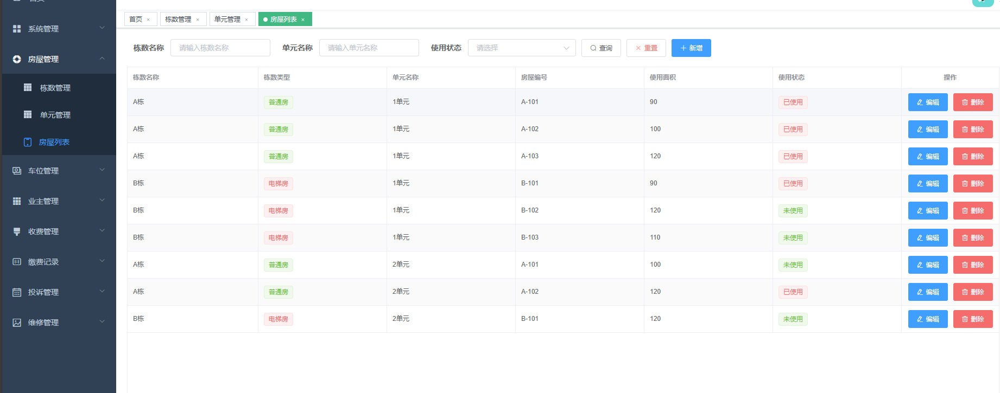 首页
系统管理
房屋管理
栋数管理
单元管理
房屋列表
车位管理
业主管理
收费管理
缴费记录
投诉管理
维修管理
首页 × 栋数管理 × 单元管理 × 房屋列表 ×
栋数名称 请输入栋数名称 单元名称 请输入单元名称 使用状态 请选择 查询 重置 新增
栋数名称 栋数类型 单元名称 房屋编号 使用面积 使用状态 操作
A栋 普通房 1单元 A-101 90 已使用 编辑 删除
A栋 普通房 1单元 A-102 100 已使用 编辑 删除
A栋 普通房 1单元 A-103 120 已使用 编辑 删除
B栋 电梯房 1单元 B-101 90 已使用 编辑 删除
B栋 电梯房 1单元 B-102 120 未使用 编辑 删除
B栋 电梯房 1单元 B-103 110 未使用 编辑 删除
A栋 普通房 2单元 A-101 100 未使用 编辑 删除
A栋 普通房 2单元 A-102 120 已使用 编辑 删除
B栋 电梯房 2单元 B-101 120 未使用 编辑 删除